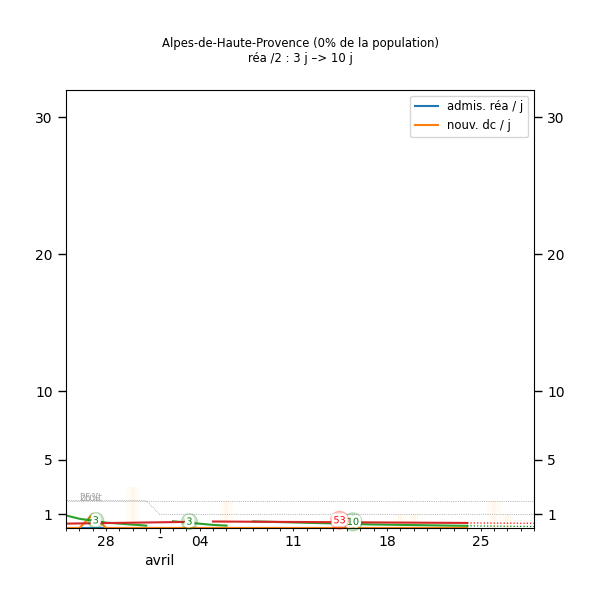 Alpes-de-Haute-Provence (0% de la population)
réa /2 : 3 j –> 10 j
admis. réa / j
nouv. dc / j
30 30
20 20
10 10
5 5
3 3 53 10
1 1
28 - 04 11 18 25
avril